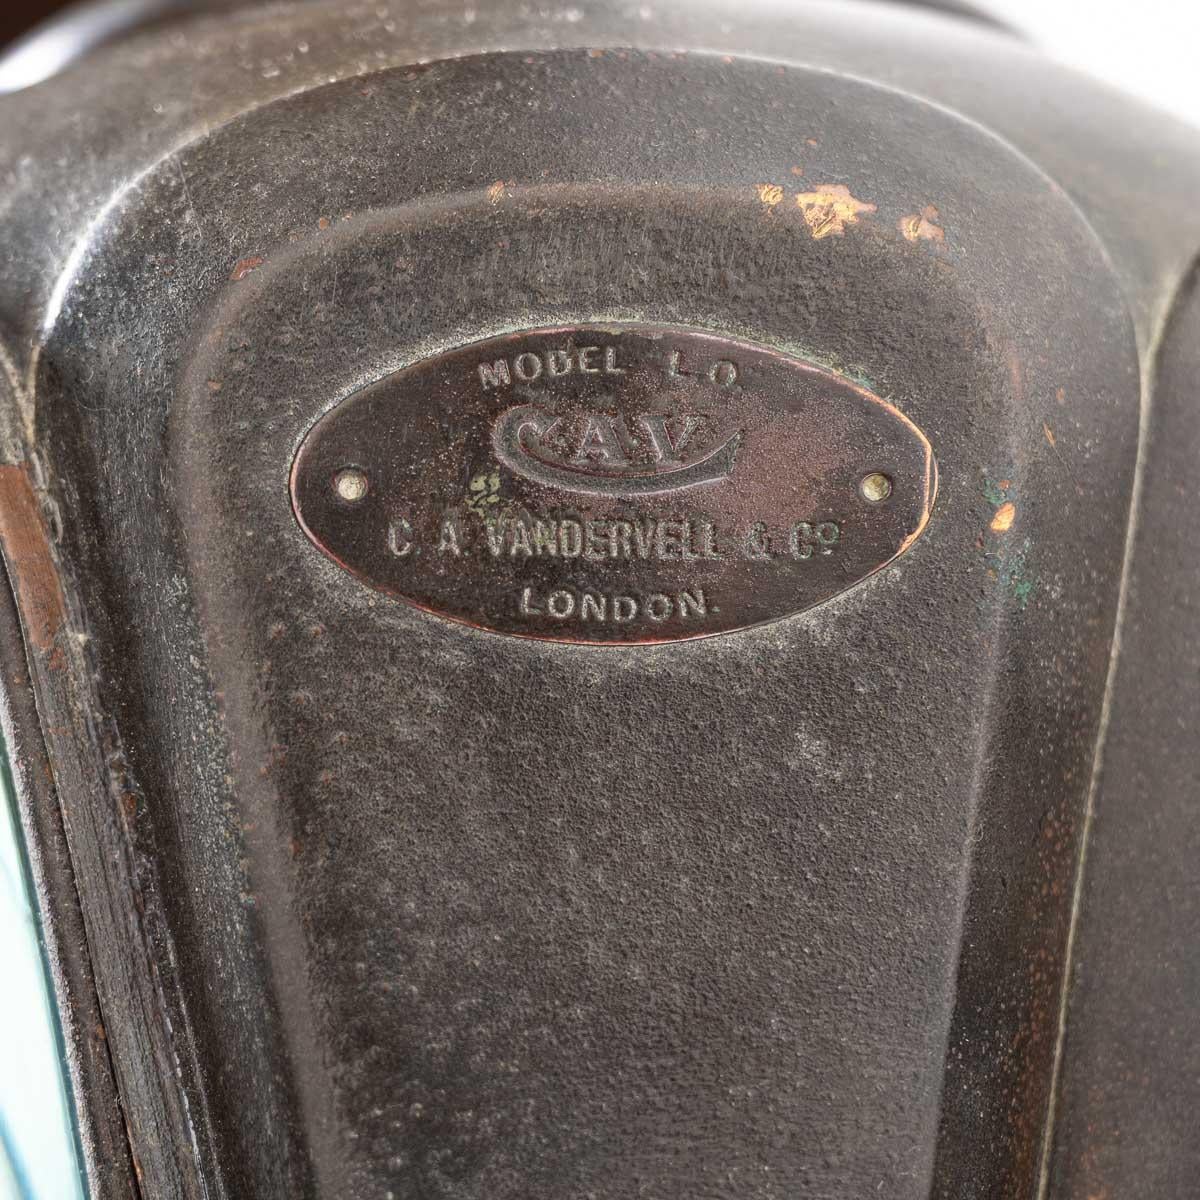 MODEL L.O.
C.A.V.
C. A. VANDERVELL & Cº
LONDON.